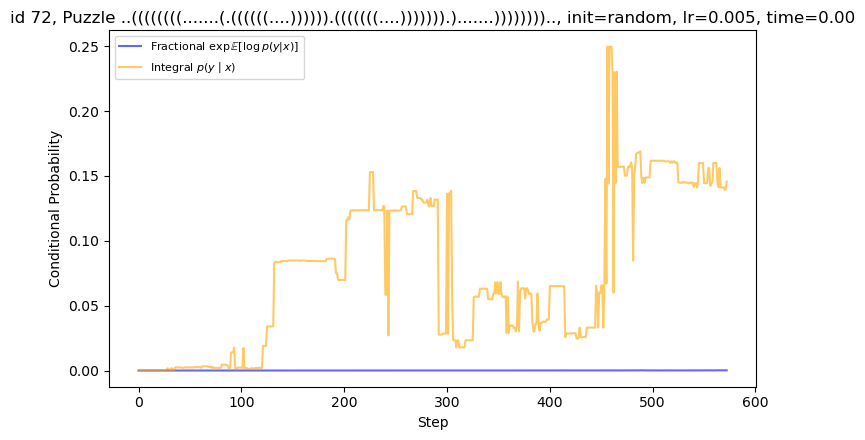 id 72, Puzzle ..((((((((.......(.((((((....)))))).(((((((....))))))).).......)))))))).., init=random, lr=0.005, time=0.00
Fractional exp𝔼[log p(y|x)]
Integral p(y | x)
0.25
0.20
0.15
0.10
0.05
0.00
Conditional Probability
0 100 200 300 400 500 600
Step